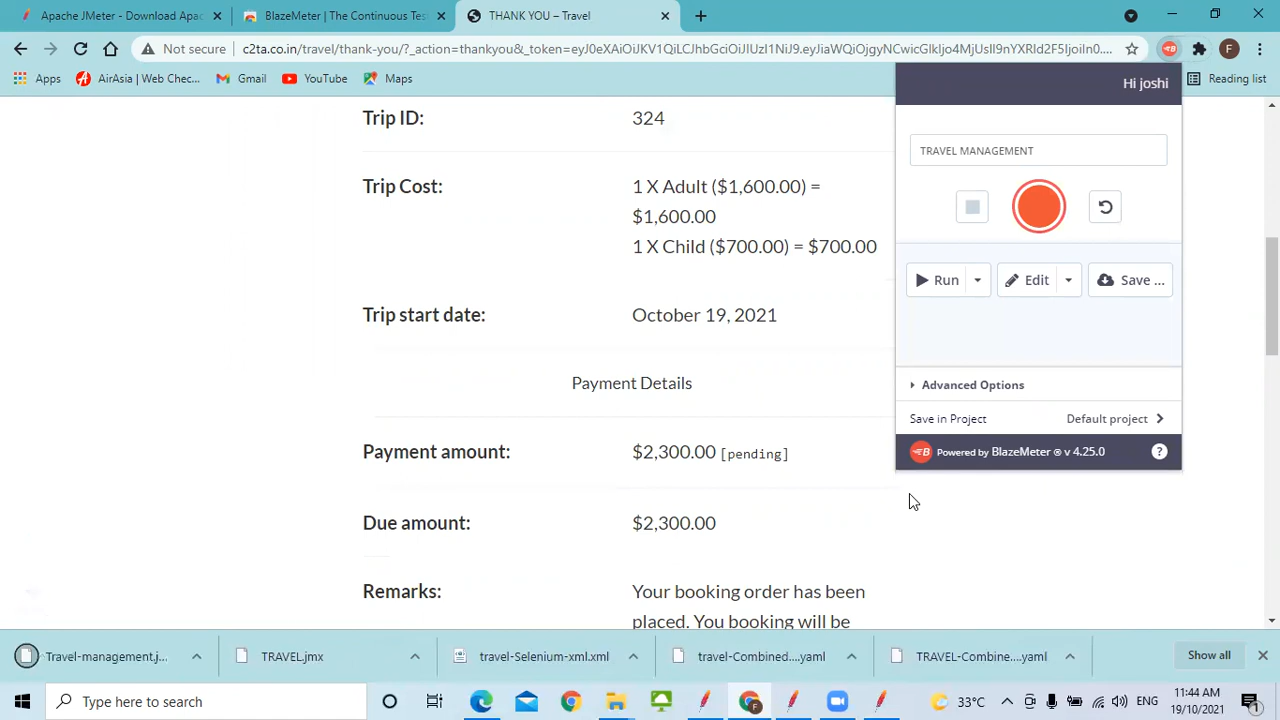 Apache JMeter - Download Apac
BlazeMeter | The Continuous Tes
THANK YOU – Travel
Not secure
c2ta.co.in/travel/thank-you/?_action=
Apps
AirAsia | Web Chec...
Gmail
YouTube
Maps
Reading list
Hi joshi
TRAVEL MANAGEMENT
Run
Edit
Save ...
Advanced Options
Save in Project
Default project
Powered by BlazeMeter ® v 4.25.0
?
Trip ID:
324
Trip Cost:
1 X Adult ($1,600.00) =
$1,600.00
1 X Child ($700.00) = $700.00
Trip start date:
October 19, 2021
Payment Details
Payment amount:
$2,300.00 [pending]
Due amount:
$2,300.00
Remarks:
Your booking order has been
placed. You booking will be
Travel-management.j...
TRAVEL.jmx
travel-Selenium-xml.xml
travel-Combined....yaml
TRAVEL-Combine....yaml
Show all
Type here to search
33°C
11:44 AM
19/10/2021